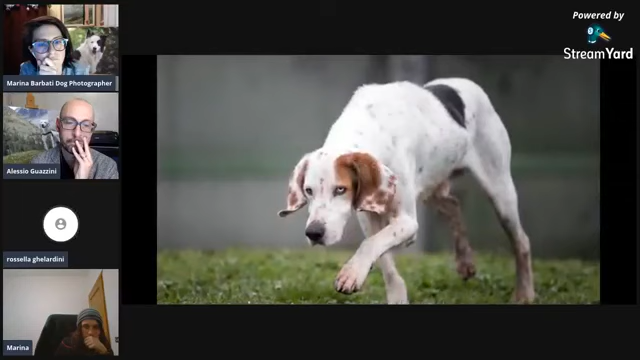 Powered by
StreamYard
Marina Barbati Dog Photographer
Alessio Guazzini
rossella ghelardini
Marina